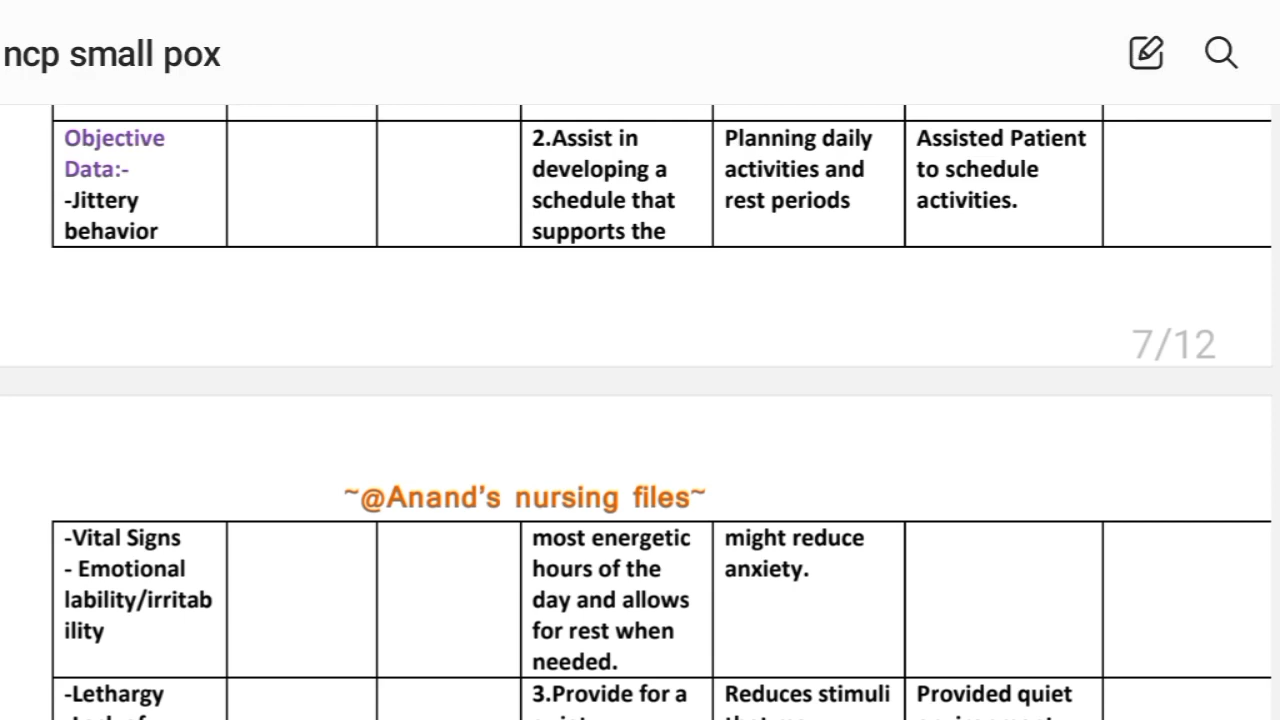 ncp small pox
Objective
Data:-
-Jittery
behavior
2.Assist in
developing a
schedule that
supports the
Planning daily
activities and
rest periods
Assisted Patient
to schedule
activities.
7/12
~@Anand's nursing files~
-Vital Signs
- Emotional
lability/irritab
ility
most energetic
hours of the
day and allows
for rest when
needed.
might reduce
anxiety.
-Lethargy
3.Provide for a
Reduces stimuli
Provided quiet